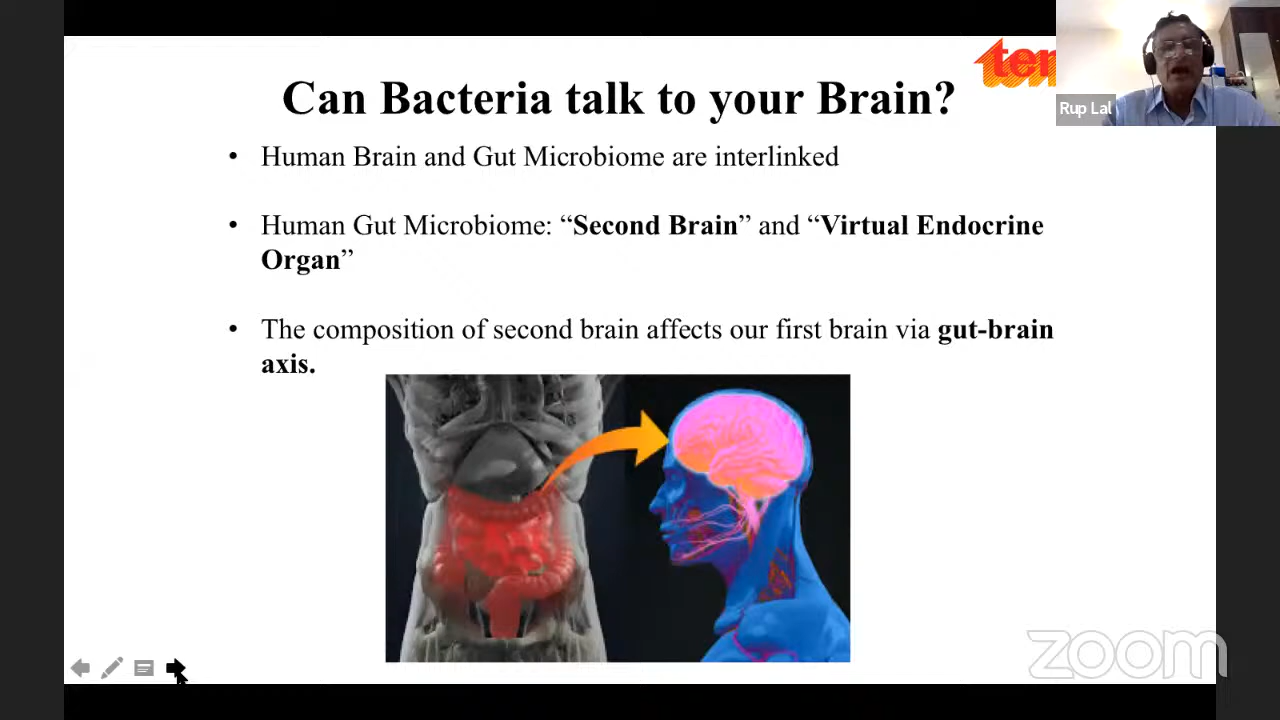 Can Bacteria talk to your Brain?
Rup Lal
• Human Brain and Gut Microbiome are interlinked
• Human Gut Microbiome: “Second Brain” and “Virtual Endocrine
Organ”
• The composition of second brain affects our first brain via gut-brain
axis.
zoom